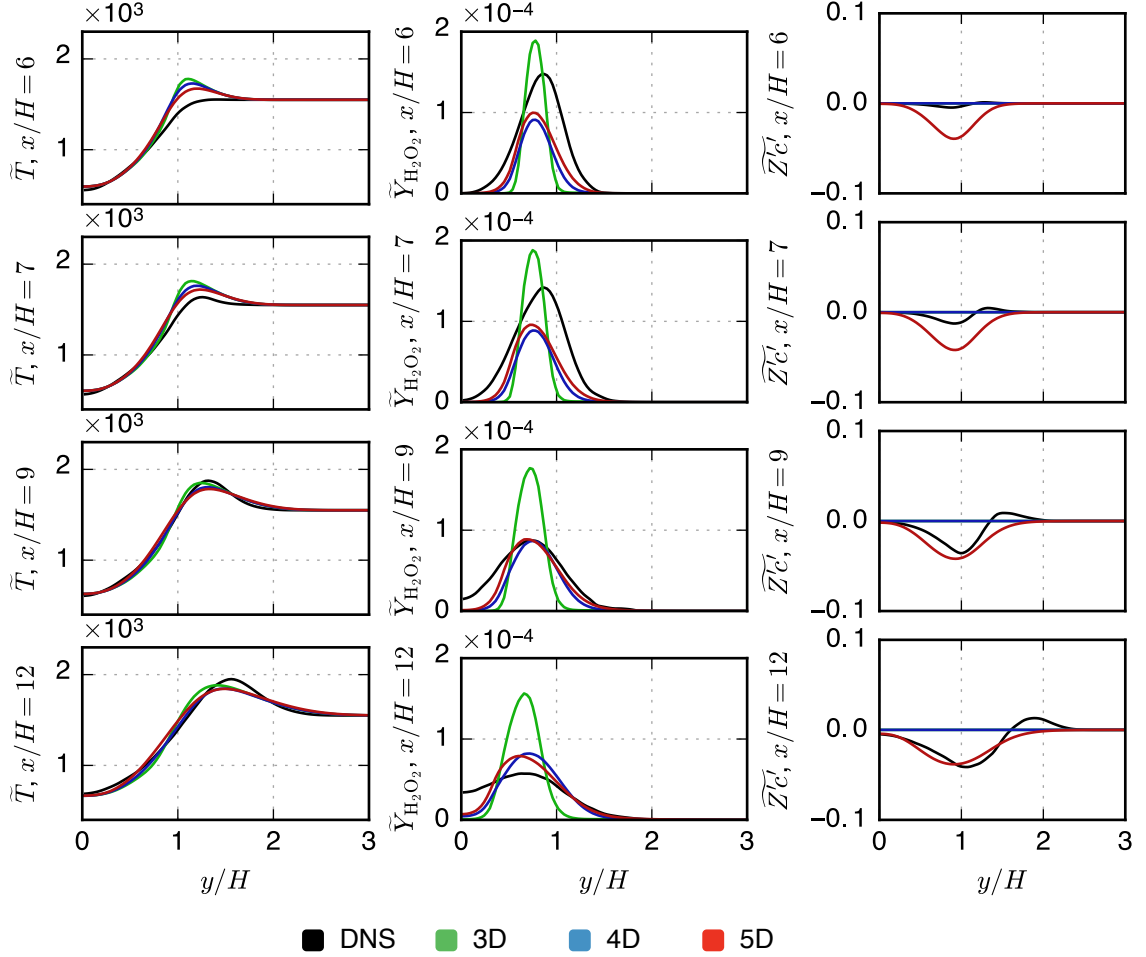 ×10³ ×10⁻⁴ 0.1
T̃, x/H = 6 2 1
Ỹ_H₂O₂, x/H = 6 2 1 0
Z̃′c′, x/H = 6 0.0 −0.1
×10³ ×10⁻⁴ 0.1
T̃, x/H = 7 2 1
Ỹ_H₂O₂, x/H = 7 2 1 0
Z̃′c′, x/H = 7 0.0 −0.1
×10³ ×10⁻⁴ 0.1
T̃, x/H = 9 2 1
Ỹ_H₂O₂, x/H = 9 2 1 0
Z̃′c′, x/H = 9 0.0 −0.1
×10³ ×10⁻⁴ 0.1
T̃, x/H = 12 2 1
Ỹ_H₂O₂, x/H = 12 2 1 0
Z̃′c′, x/H = 12 0.0 −0.1
0 1 2 3 0 1 2 3 0 1 2 3
y/H y/H y/H
DNS 3D 4D 5D